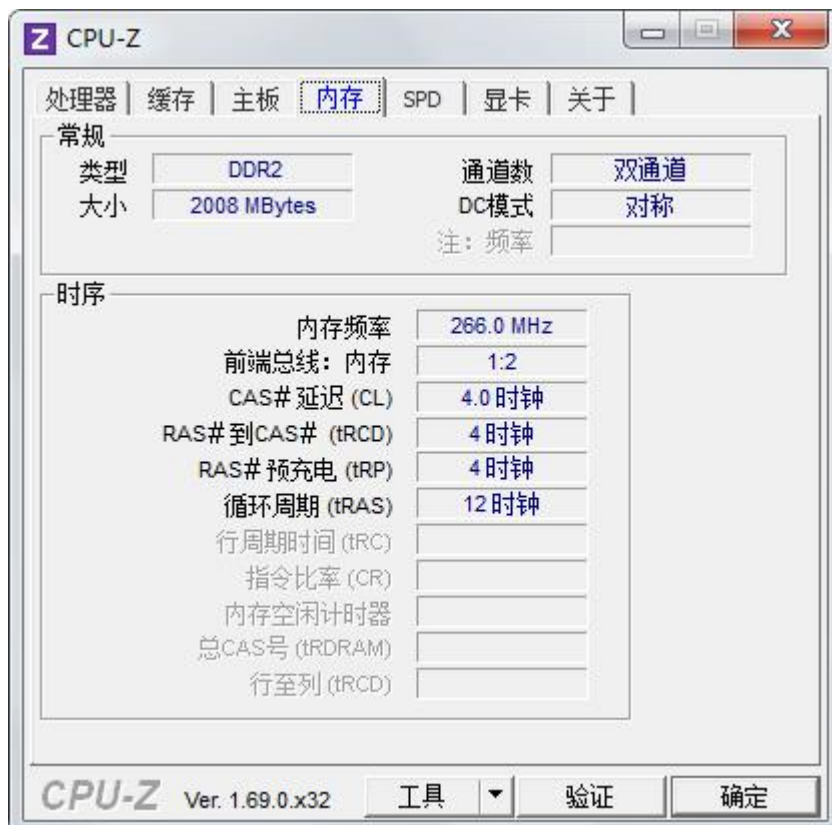 Z CPU-Z
处理器 缓存 主板 内存 SPD 显卡 关于
常规
类型 DDR2 通道数 双通道
大小 2008 MBytes DC模式 对称
注：频率
时序
内存频率 266.0 MHz
前端总线：内存 1:2
CAS# 延迟 (CL) 4.0 时钟
RAS# 到CAS# (tRCD) 4 时钟
RAS# 预充电 (tRP) 4 时钟
循环周期 (tRAS) 12 时钟
行周期时间 (tRC)
指令比率 (CR)
内存空闲计时器
总CAS号 (tRDRAM)
行至列 (tRCD)
CPU-Z Ver. 1.69.0.x32 工具 验证 确定